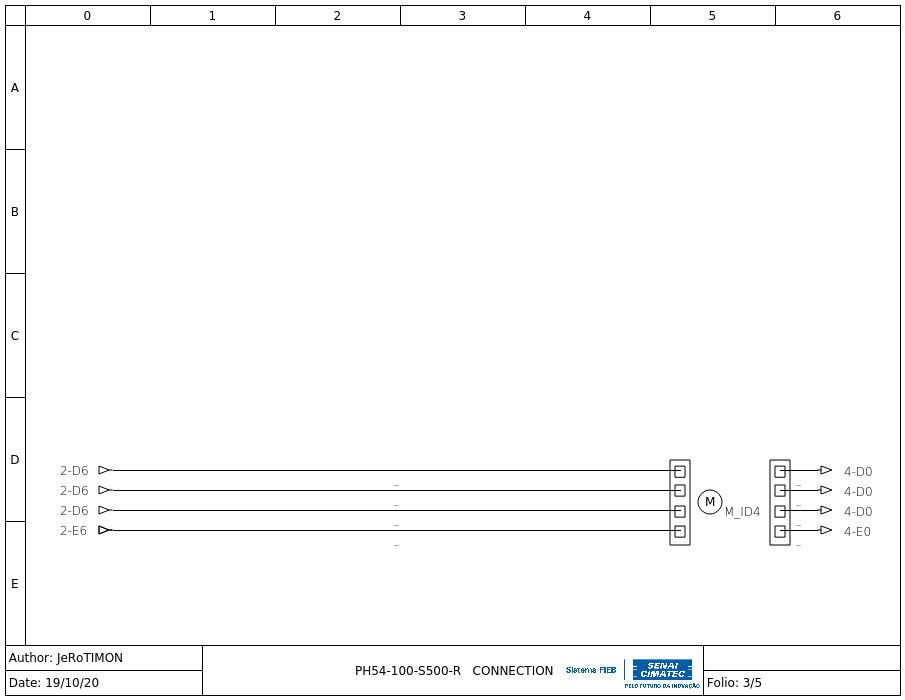 0 1 2 3 4 5 6
A
B
C
D
2-D6 4-D0
2-D6 4-D0
M
2-D6 M_ID4 4-D0
2-E6 4-E0
E
Author: JeRoTIMON
Date: 19/10/20
PH54-100-S500-R CONNECTION
Sistema FIEB
SENAI
CIMATEC
PELO FUTURO DA INOVAÇÃO
Folio: 3/5